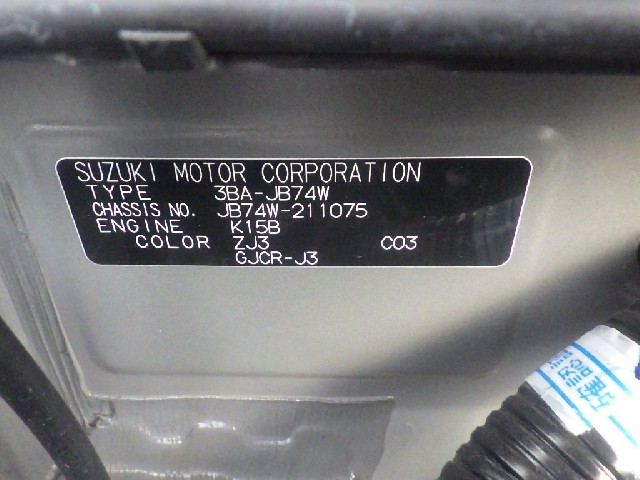 SUZUKI MOTOR CORPORATION
TYPE 3BA-JB74W
CHASSIS NO. JB74W-211075
ENGINE K15B
COLOR ZJ3 C03
GJCR-J3